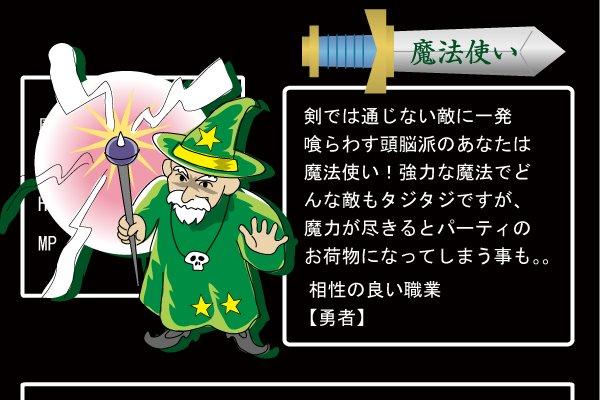 魔法使い
剣では通じない敵に一発
喰らわす頭脳派のあなたは
魔法使い！強力な魔法でど
んな敵もタジタジですが、
魔力が尽きるとパーティの
お荷物になってしまう事も。。
相性の良い職業
【勇者】
H
MP